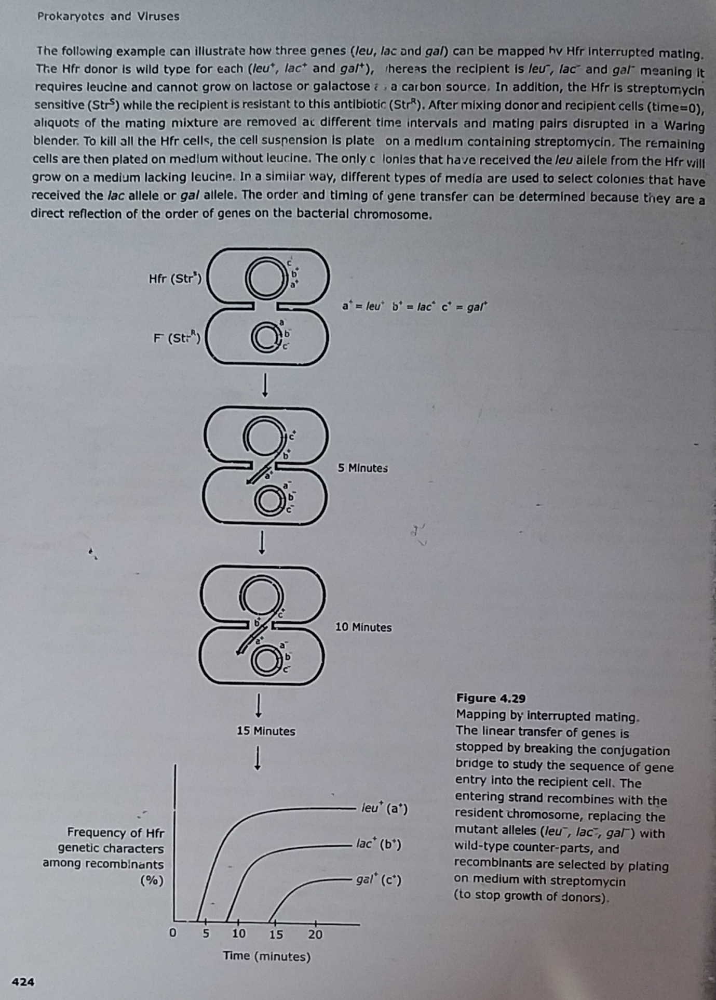 Prokaryotes and Viruses
The following example can illustrate how three genes (leu, lac and gal) can be mapped by Hfr interrupted mating.
The Hfr donor is wild type for each (leu⁺, lac⁺ and gal⁺), hereas the recipient is leu⁻, lac⁻ and gal⁻ meaning it
requires leucine and cannot grow on lactose or galactose a carbon source. In addition, the Hfr is streptomycin
sensitive (Strˢ) while the recipient is resistant to this antibiotic (Strᴿ). After mixing donor and recipient cells (time=0),
aliquots of the mating mixture are removed at different time intervals and mating pairs disrupted in a Waring
blender. To kill all the Hfr cells, the cell suspension is plate on a medium containing streptomycin. The remaining
cells are then plated on medium without leucine. The only c lonies that have received the leu allele from the Hfr will
grow on a medium lacking leucine. In a similar way, different types of media are used to select colonies that have
received the lac allele or gal allele. The order and timing of gene transfer can be determined because they are a
direct reflection of the order of genes on the bacterial chromosome.
c
b⁺
a⁺
Hfr (Strˢ)
a⁺ = leu⁺ b⁺ = lac⁺ c⁺ = gal⁺
a
b⁻
c⁻
F⁻ (Strᴿ)
c⁺
b⁺
a⁺
5 Minutes
a⁻
b⁻
c⁻
c⁺
b⁺
10 Minutes
a⁺
a⁻
b⁻
c⁻
15 Minutes
Figure 4.29
Mapping by interrupted mating.
The linear transfer of genes is
stopped by breaking the conjugation
bridge to study the sequence of gene
entry into the recipient cell. The
entering strand recombines with the
resident chromosome, replacing the
mutant alleles (leu⁻, lac⁻, gal⁻) with
wild-type counter-parts, and
recombinants are selected by plating
on medium with streptomycin
(to stop growth of donors).
Frequency of Hfr
genetic characters
among recombinants
(%)
leu⁺ (a⁺)
lac⁺ (b⁺)
gal⁺ (c⁺)
0 5 10 15 20
Time (minutes)
424